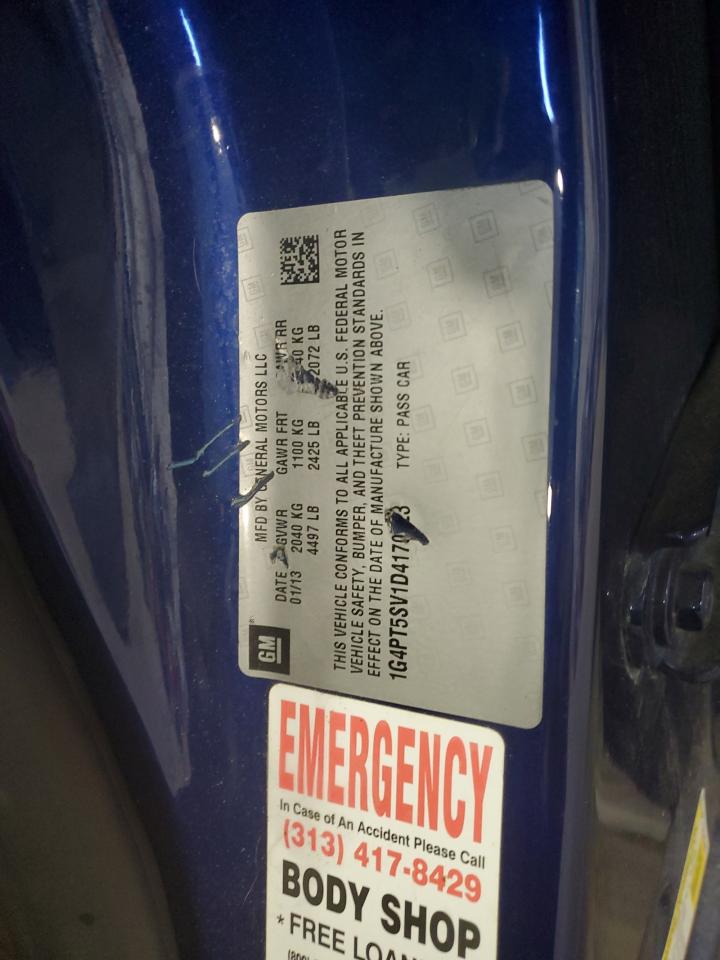 GM
MFD BY GENERAL MOTORS LLC
DATE GVWR GAWR FRT GAWR RR
01/13 2040 KG 1100 KG 40 KG
4497 LB 2425 LB 2072 LB
THIS VEHICLE CONFORMS TO ALL APPLICABLE U.S. FEDERAL MOTOR
VEHICLE SAFETY, BUMPER, AND THEFT PREVENTION STANDARDS IN
EFFECT ON THE DATE OF MANUFACTURE SHOWN ABOVE.
TYPE: PASS CAR
EMERGENCY
In Case of An Accident Please Call
(313) 417-8429
BODY SHOP
* FREE LOAN